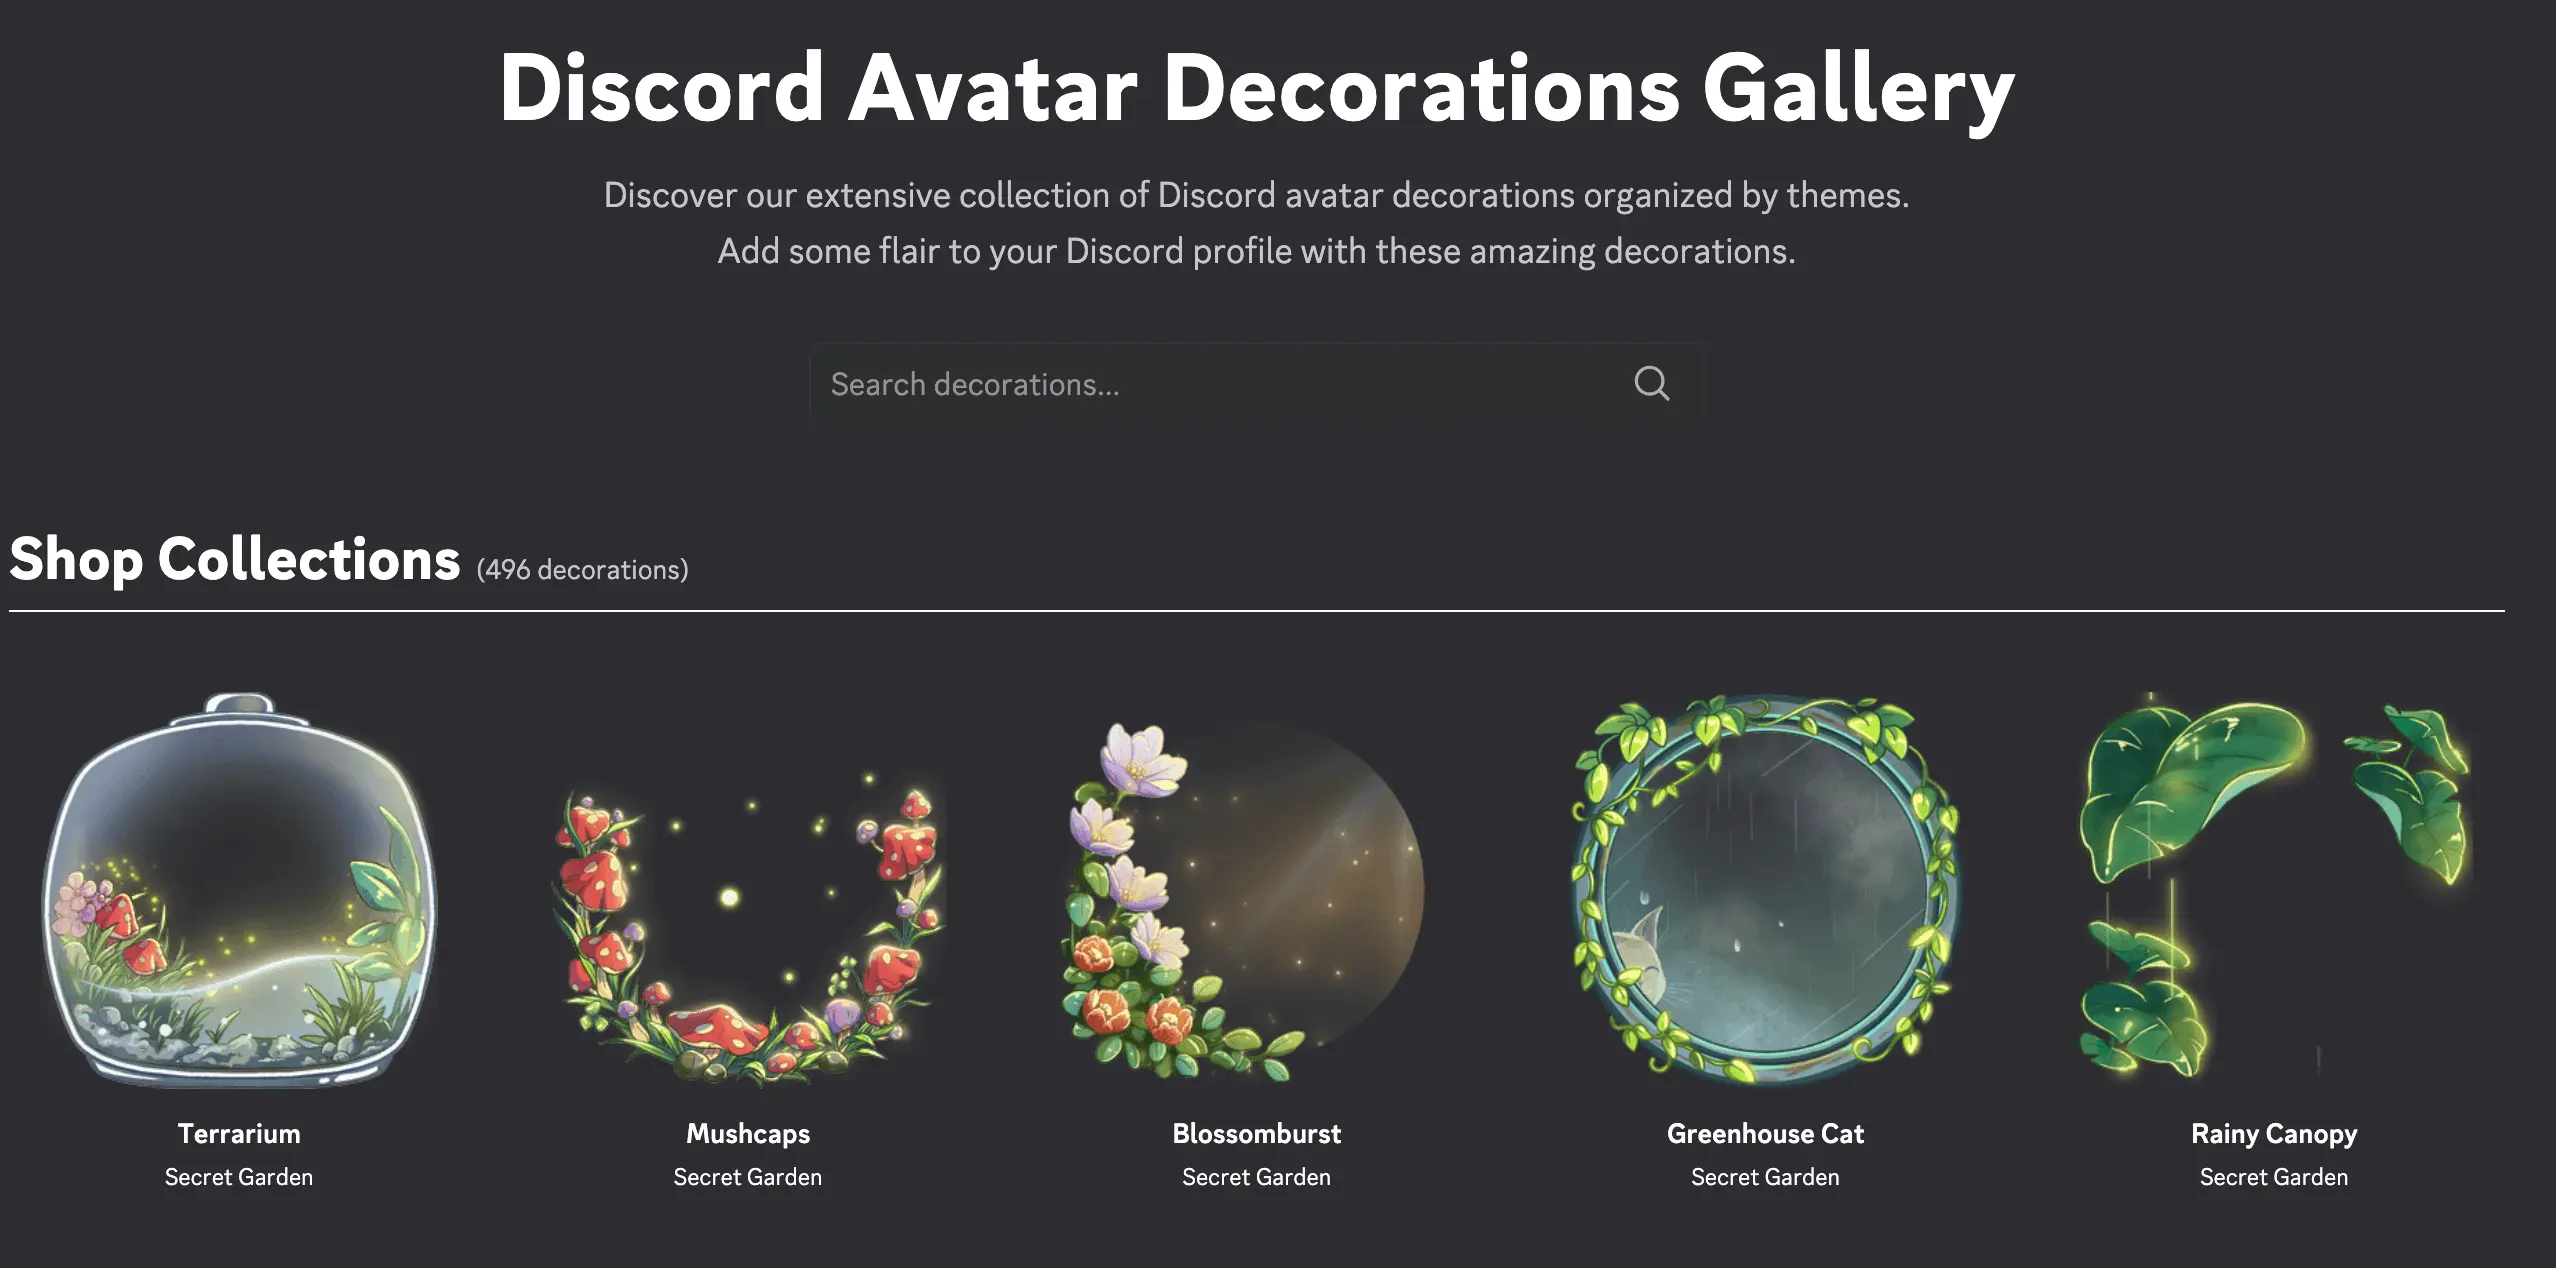 Discord Avatar Decorations Gallery
Discover our extensive collection of Discord avatar decorations organized by themes.
Add some flair to your Discord profile with these amazing decorations.
Search decorations...
Shop Collections (496 decorations)
Terrarium
Secret Garden
Mushcaps
Secret Garden
Blossomburst
Secret Garden
Greenhouse Cat
Secret Garden
Rainy Canopy
Secret Garden